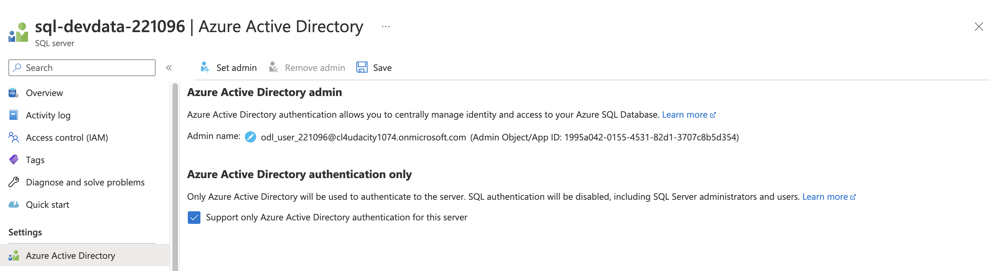 sql-devdata-221096 | Azure Active Directory ...
SQL server
Search
«
Set admin
Remove admin
Save
Overview
Activity log
Access control (IAM)
Tags
Diagnose and solve problems
Quick start
Settings
Azure Active Directory
Azure Active Directory admin
Azure Active Directory authentication allows you to centrally manage identity and access to your Azure SQL Database. Learn more
Admin name: odl_user_221096@cl4udacity1074.onmicrosoft.com (Admin Object/App ID: 1995a042-0155-4531-82d1-3707c8b5d354)
Azure Active Directory authentication only
Only Azure Active Directory will be used to authenticate to the server. SQL authentication will be disabled, including SQL Server administrators and users. Learn more
Support only Azure Active Directory authentication for this server